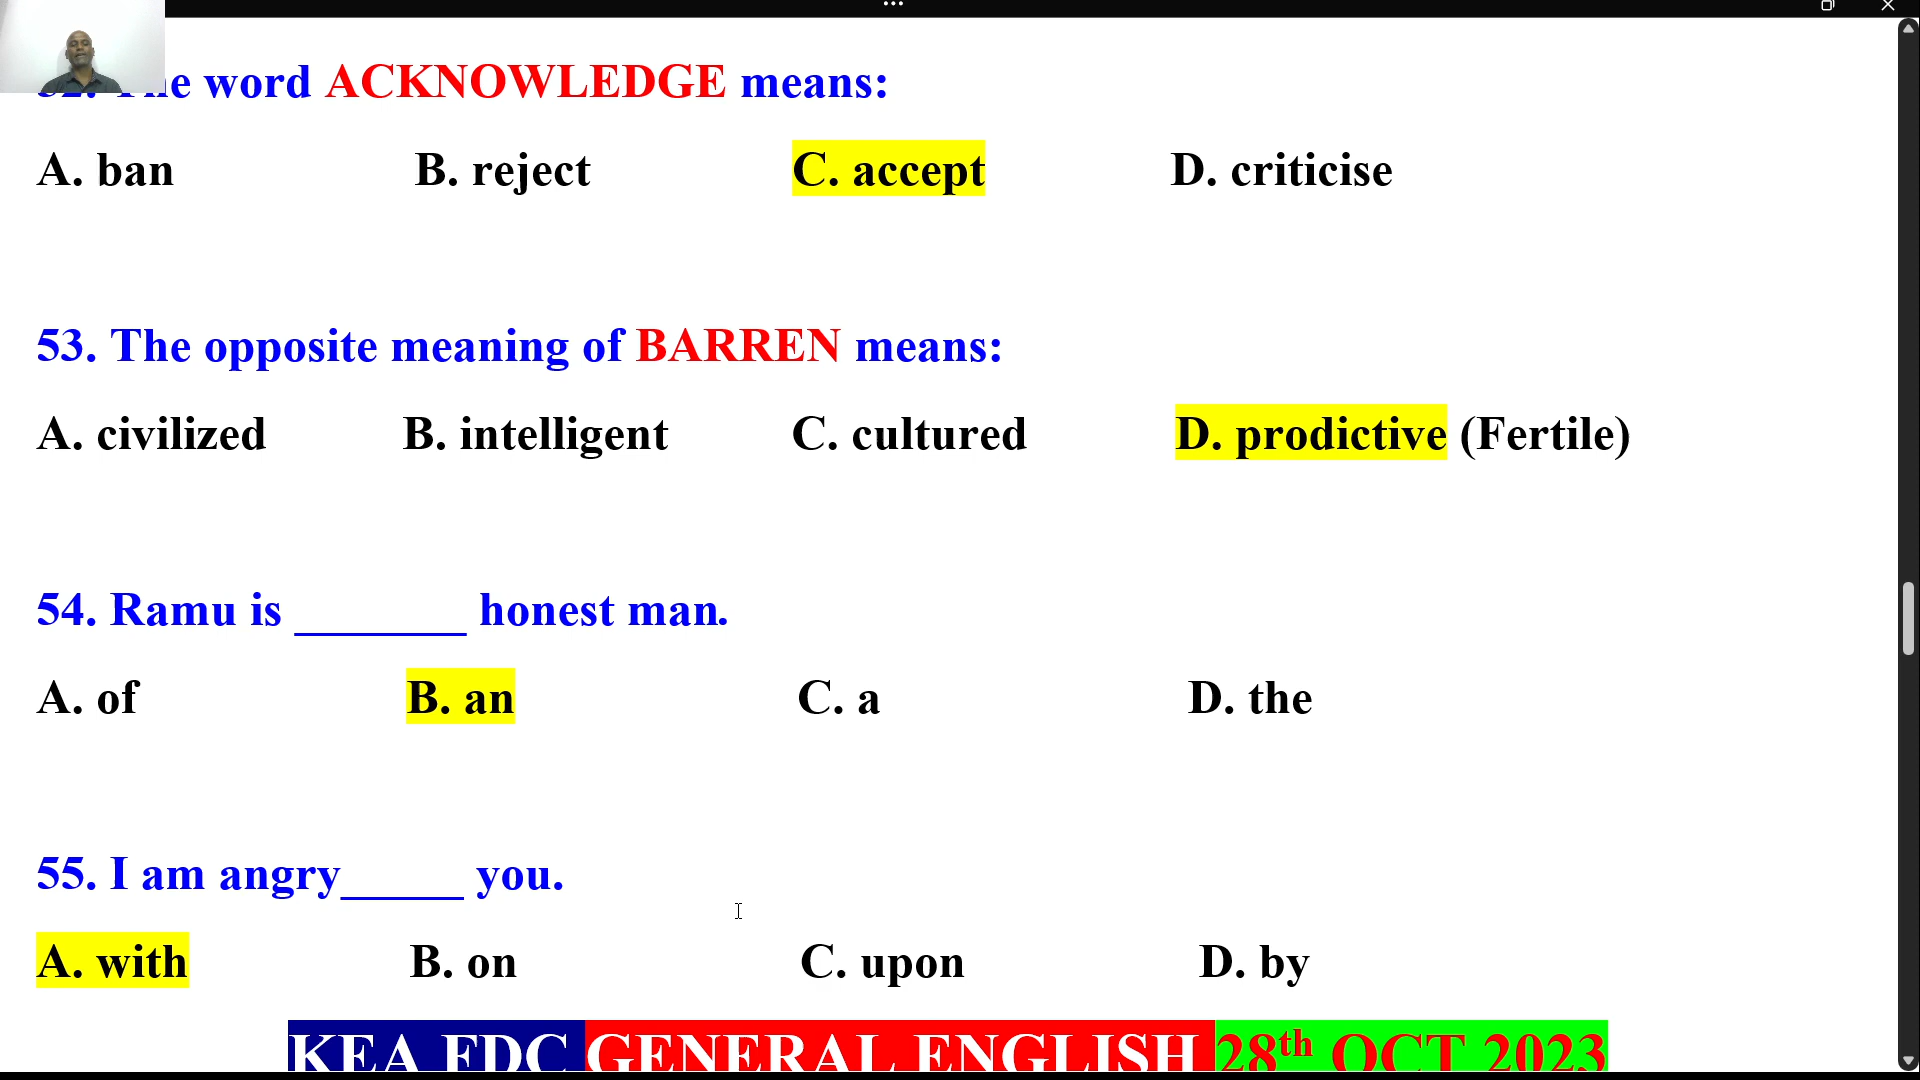 52. The word ACKNOWLEDGE means:
A. ban B. reject C. accept D. criticise
53. The opposite meaning of BARREN means:
A. civilized B. intelligent C. cultured D. prodictive (Fertile)
54. Ramu is _______ honest man.
A. of B. an C. a D. the
55. I am angry_____ you.
A. with B. on C. upon D. by
KEA FDC GENERAL ENGLISH 28th OCT 2023